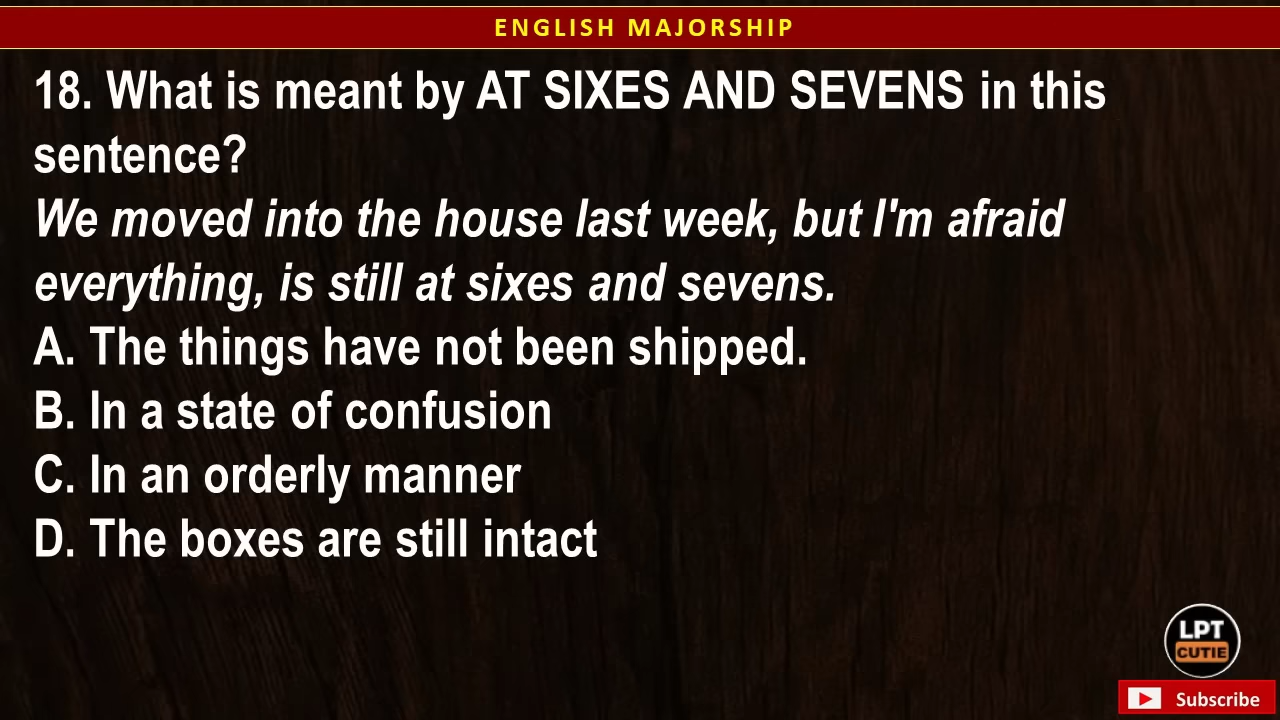 ENGLISH MAJORSHIP
18. What is meant by AT SIXES AND SEVENS in this
sentence?
We moved into the house last week, but I'm afraid
everything, is still at sixes and sevens.
A. The things have not been shipped.
B. In a state of confusion
C. In an orderly manner
D. The boxes are still intact
LPT
CUTIE
Subscribe